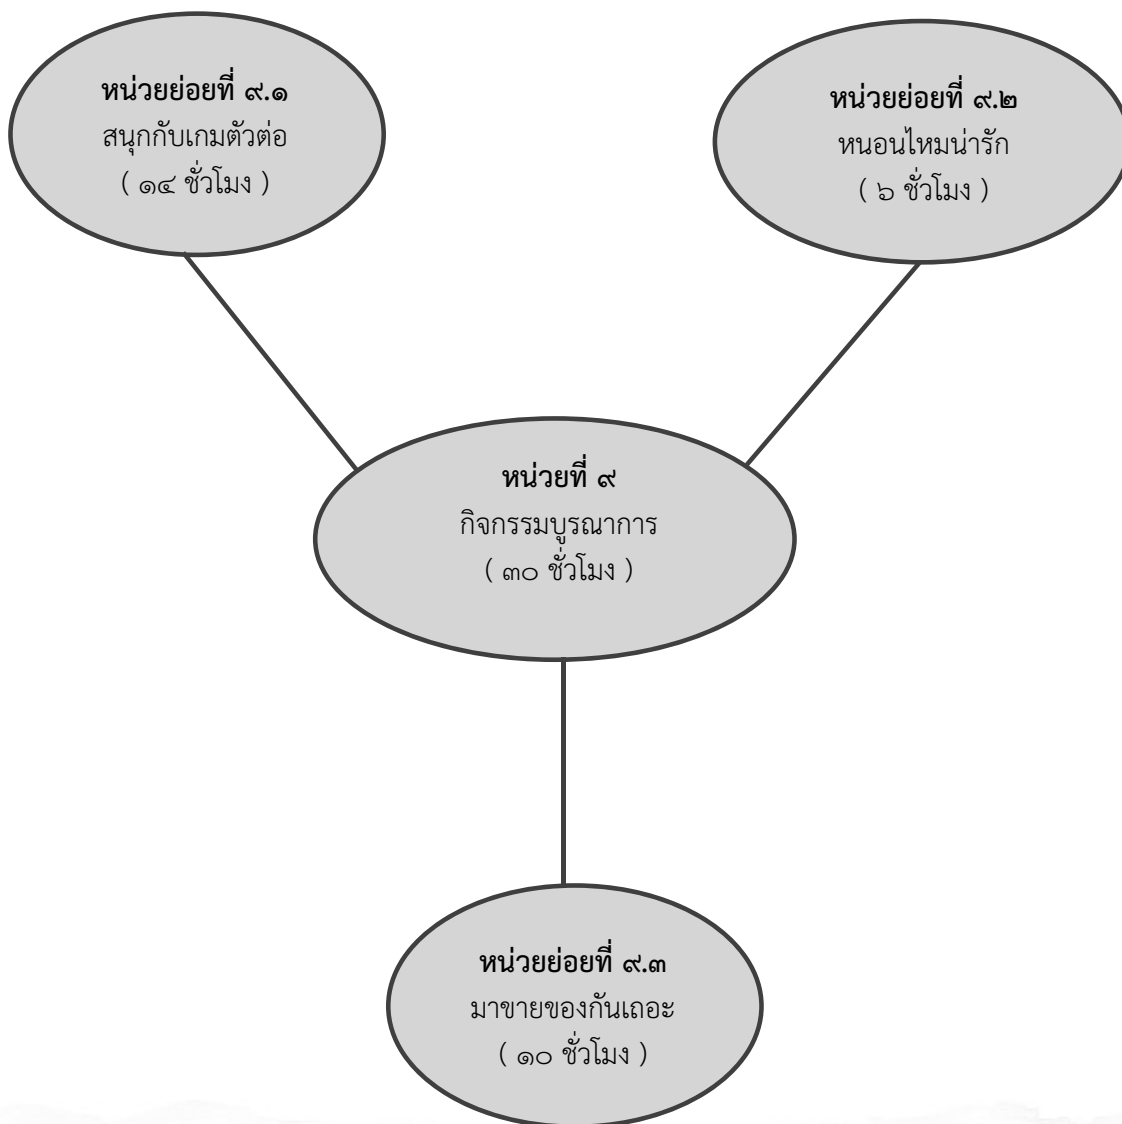 หน่วยย่อยที่ ๙.๑
สนุกกับเกมตัวต่อ
( ๑๔ ชั่วโมง )
หน่วยย่อยที่ ๙.๒
หนอนไหมน่ารัก
( ๖ ชั่วโมง )
หน่วยที่ ๙
กิจกรรมบูรณาการ
( ๓๐ ชั่วโมง )
หน่วยย่อยที่ ๙.๓
มาขายของกันเถอะ
( ๑๐ ชั่วโมง )